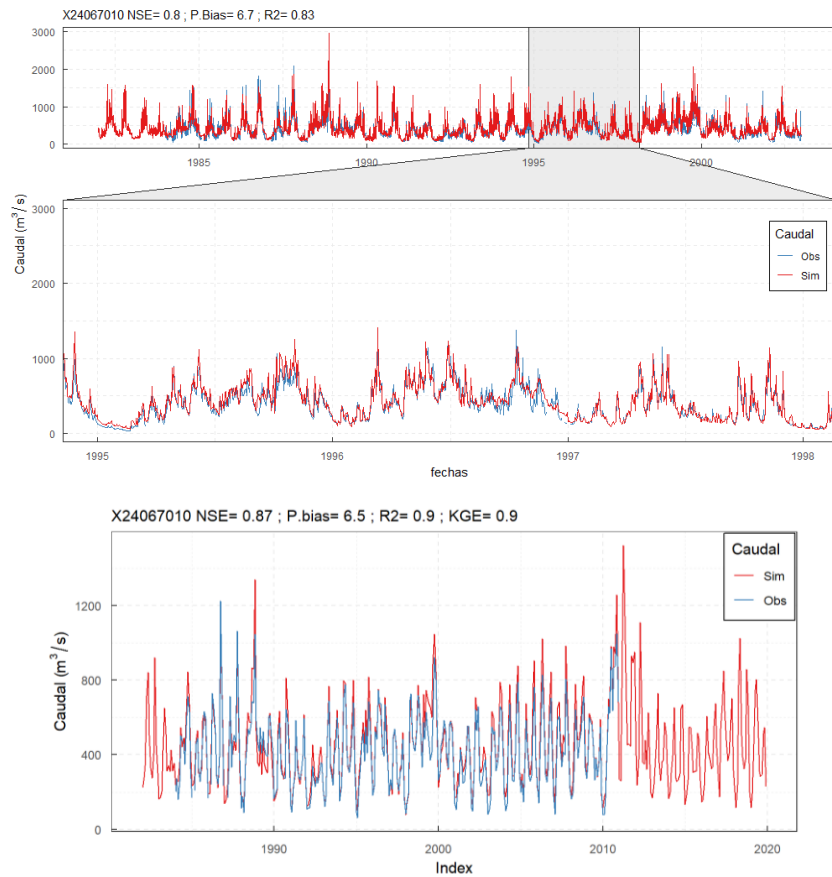 X24067010 NSE= 0.8 ; P.Bias= 6.7 ; R2= 0.83
3000
2000
1000
0
1985
1990
1995
2000
3000
2000
1000
0
Caudal (m³/s)
Caudal
Obs
Sim
1995
1996
1997
1998
fechas
X24067010 NSE= 0.87 ; P.bias= 6.5 ; R2= 0.9 ; KGE= 0.9
Caudal
Sim
Obs
1200
800
400
0
Caudal (m³/s)
1990
2000
2010
2020
Index